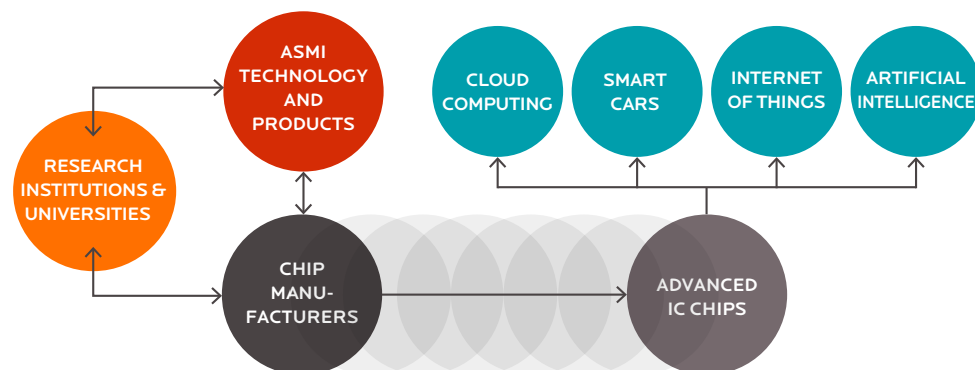 ASMI
TECHNOLOGY
AND
PRODUCTS
CLOUD
COMPUTING
SMART
CARS
INTERNET
OF THINGS
ARTIFICIAL
INTELLIGENCE
RESEARCH
INSTITUTIONS &
UNIVERSITIES
CHIP
MANU-
FACTURERS
ADVANCED
IC CHIPS